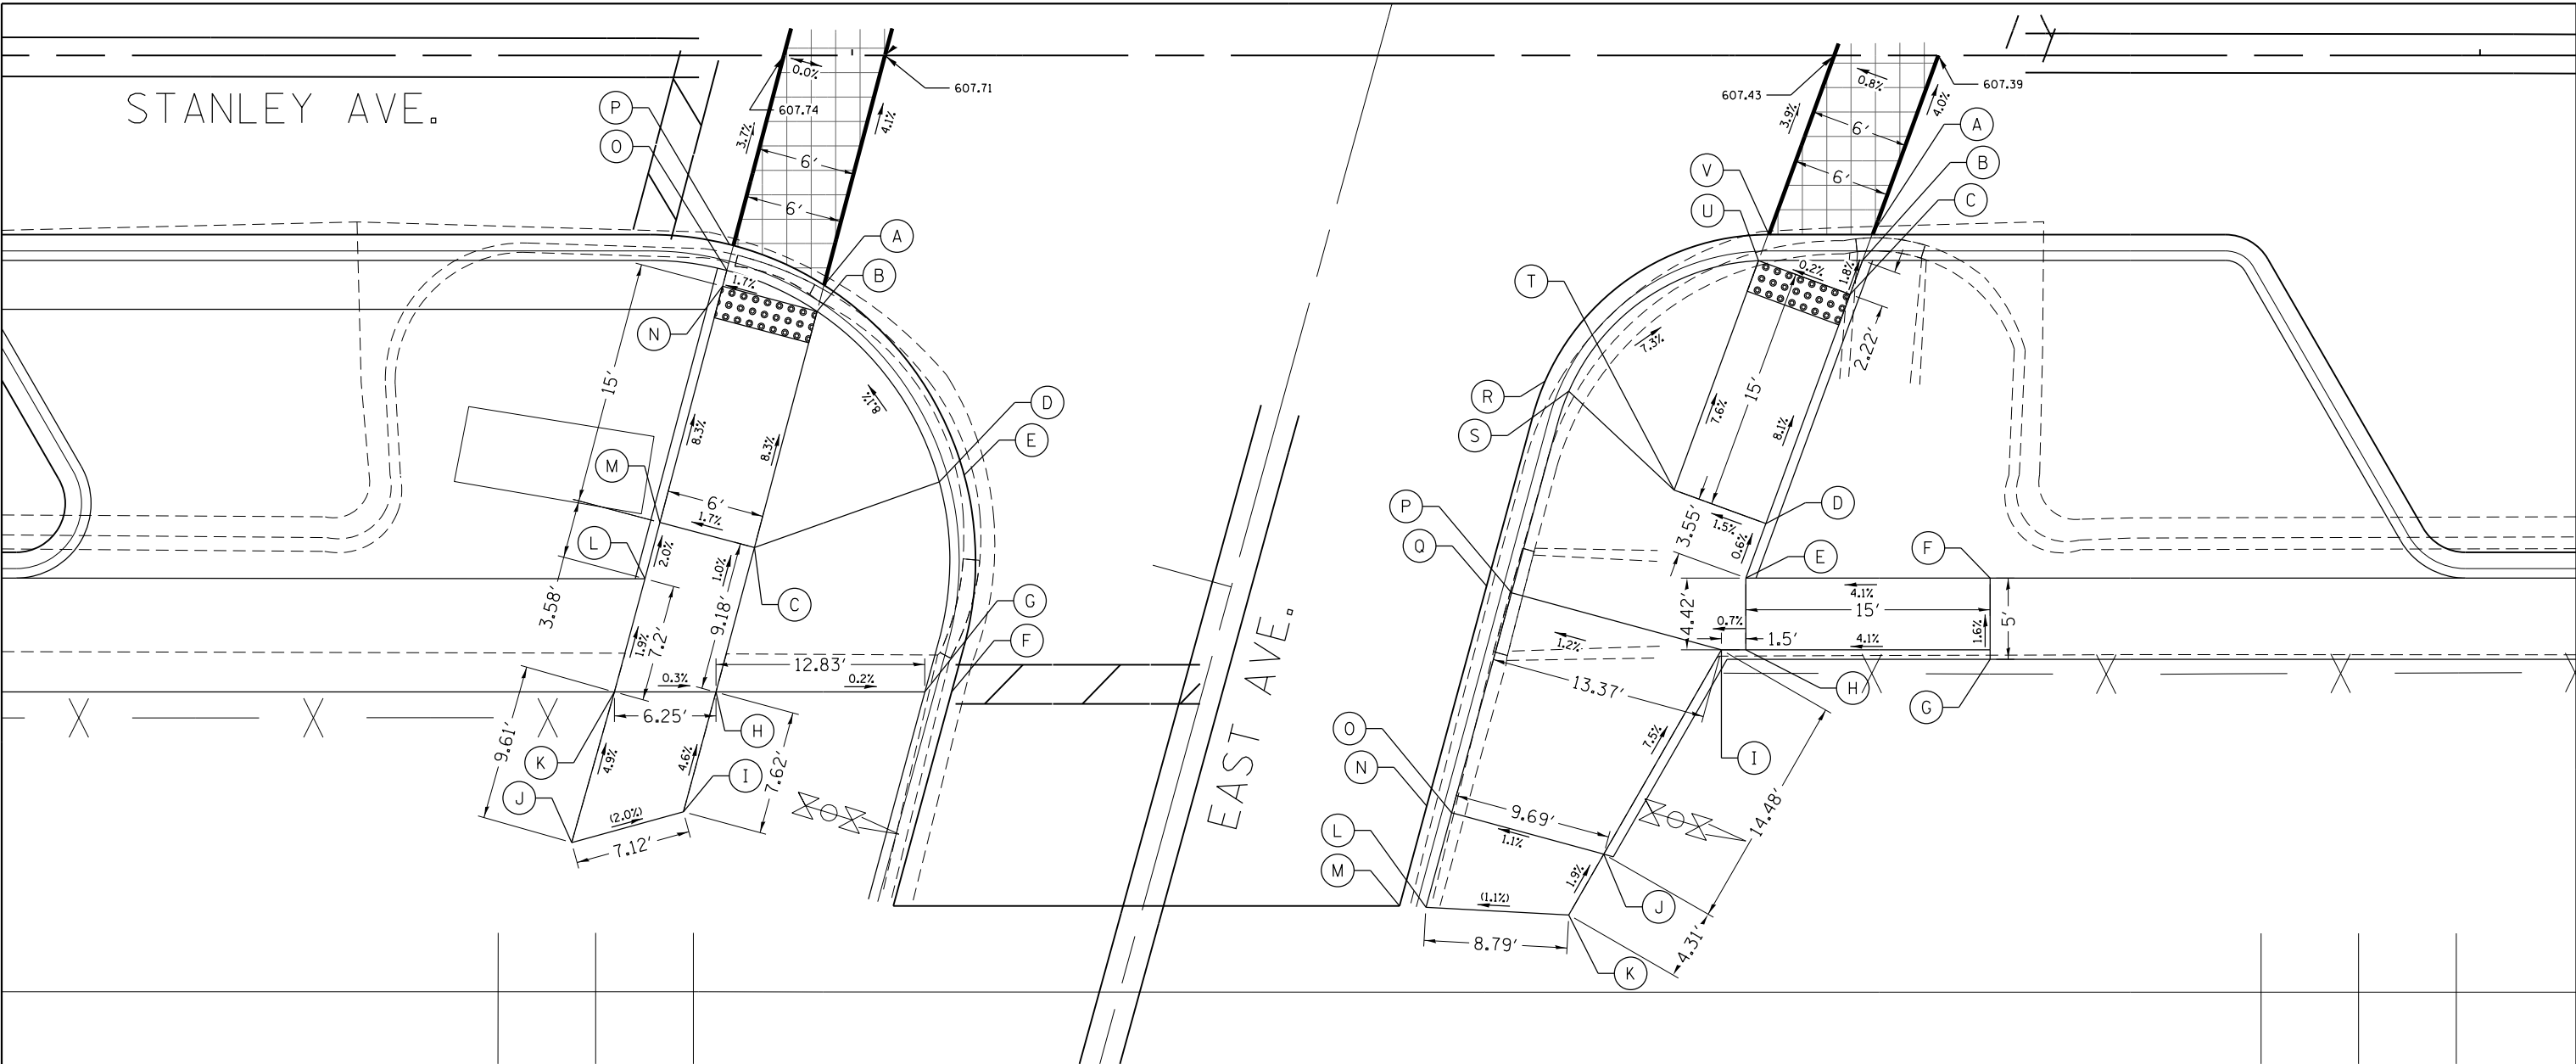 STANLEY AVE.
EAST AVE.
0.0%
607.71
607.74
3.7%
4.1%
6'
6'
P
O
A
B
N
1.7%
15'
8.3%
8.3%
8.1%
D
E
M
6'
1.7%
L
2.0%
1.0%
C
3.58'
9.18'
7.2'
1.9%
G
F
12.83'
0.3%
0.2%
6.25'
H
9.61'
K
4.9%
4.6%
I
7.62'
J
(2.0%)
7.12'
607.43
607.39
0.8%
3.9%
4.0%
6'
6'
A
B
C
V
U
T
0.2%
1.8%
2.22'
7.3%
15'
R
S
7.6%
8.1%
P
Q
D
1.5%
3.55'
0.6%
E
F
4.1%
15'
4.42'
5'
0.7%
1.5'
4.1%
1.6%
1.2%
13.37'
H
G
I
7.5%
O
N
9.69'
1.1%
14.48'
L
M
1.9%
(1.1%)
J
8.79'
4.31'
K